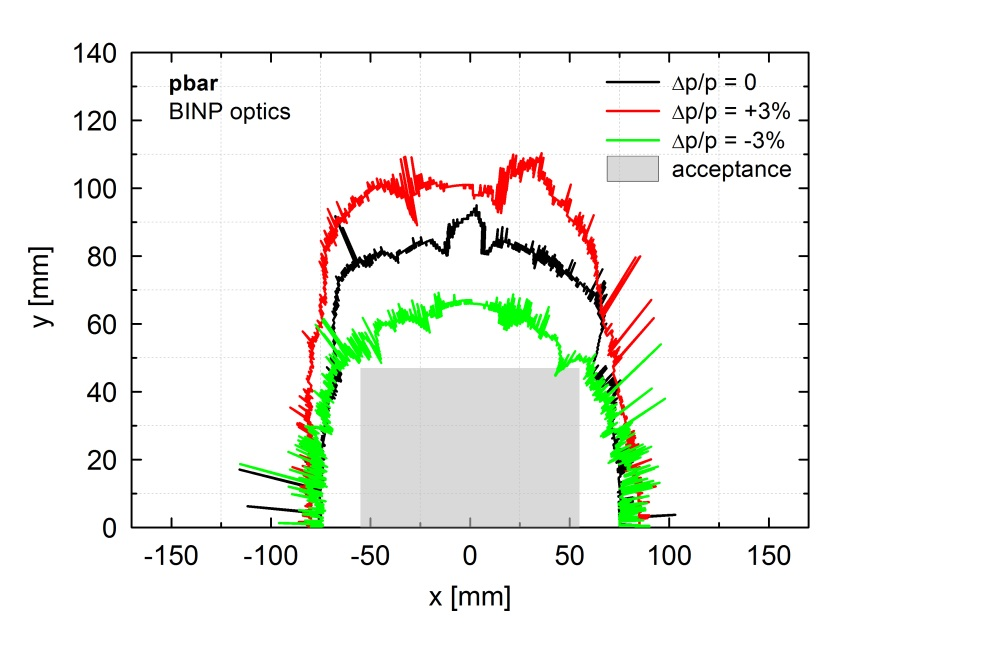 140
120
100
80
60
40
20
0
y [mm]
pbar
BINP optics
Δp/p = 0
Δp/p = +3%
Δp/p = -3%
acceptance
-150 -100 -50 0 50 100 150
x [mm]